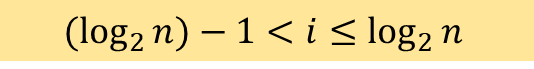 (log₂ 𝑛) − 1 < 𝑖 ≤ log₂ 𝑛